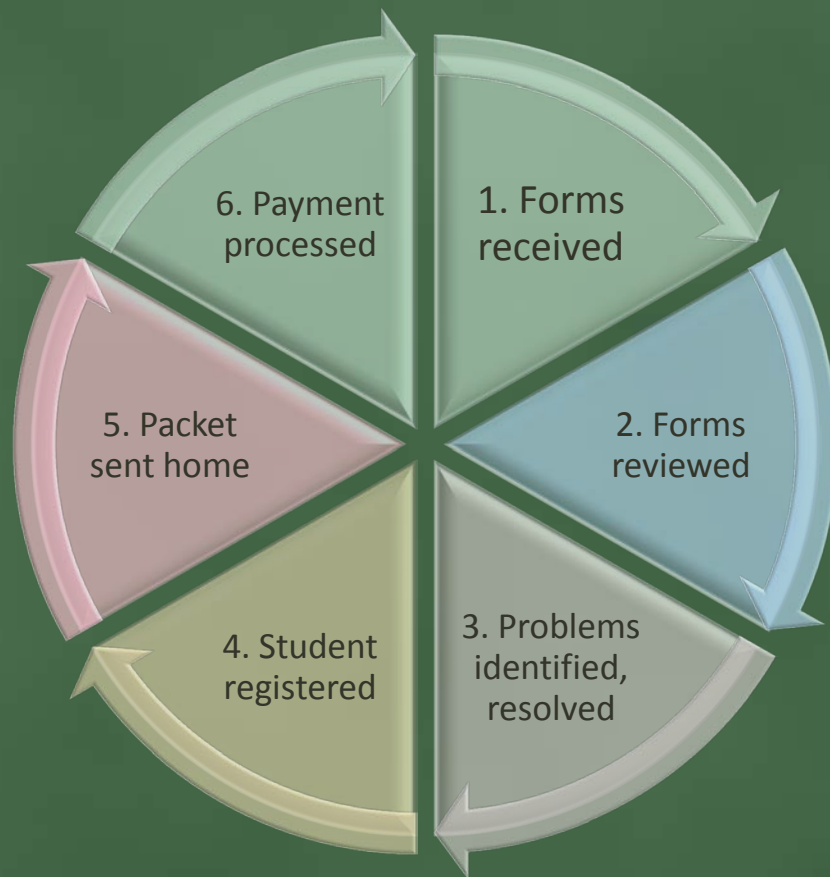 1. Forms
received
2. Forms
reviewed
3. Problems
identified,
resolved
4. Student
registered
5. Packet
sent home
6. Payment
processed